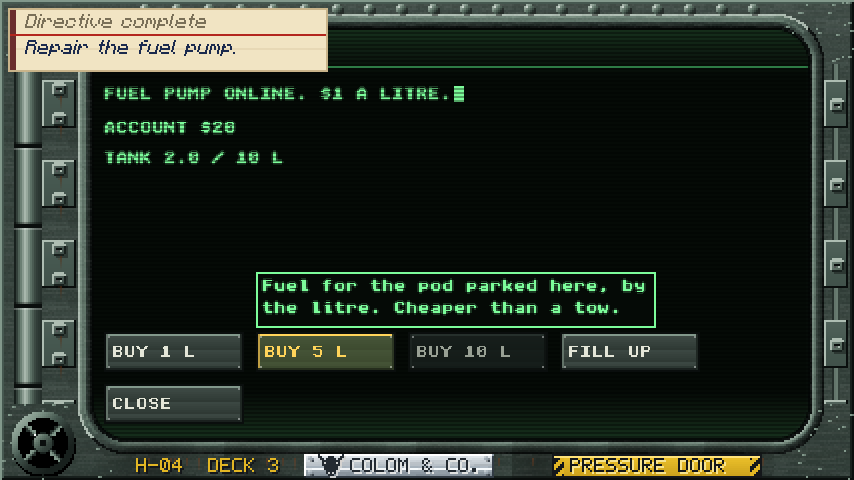 Directive complete
Repair the fuel pump.
FUEL PUMP ONLINE. $1 A LITRE.
ACCOUNT $20
TANK 2.0 / 10 L
Fuel for the pod parked here, by
the litre. Cheaper than a tow.
BUY 1 L
BUY 5 L
BUY 10 L
FILL UP
CLOSE
H-04 DECK 3
COLOM & CO.
PRESSURE DOOR